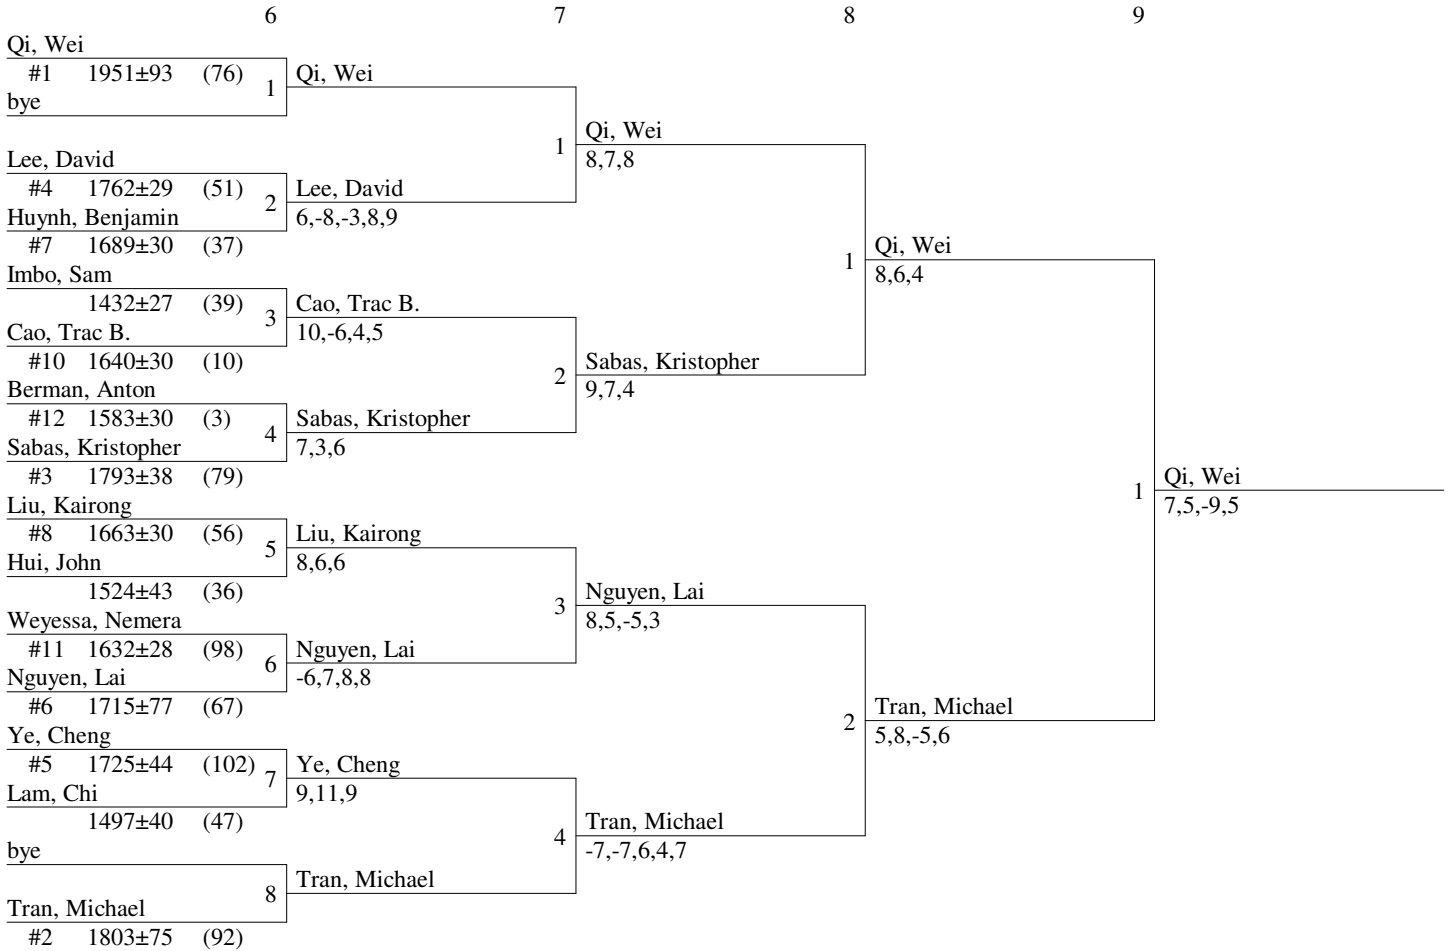 6 7 8 9
Qi, Wei
#1 1951±93 (76) 1 Qi, Wei
bye
1 Qi, Wei
8,7,8
Lee, David
#4 1762±29 (51) 2 Lee, David
Huynh, Benjamin 6,-8,-3,8,9
#7 1689±30 (37)
1 Qi, Wei
8,6,4
Imbo, Sam
1432±27 (39) 3 Cao, Trac B.
Cao, Trac B. 10,-6,4,5
#10 1640±30 (10)
2 Sabas, Kristopher
9,7,4
Berman, Anton
#12 1583±30 (3) 4 Sabas, Kristopher
Sabas, Kristopher 7,3,6
#3 1793±38 (79)
1 Qi, Wei
7,5,-9,5
Liu, Kairong
#8 1663±30 (56) 5 Liu, Kairong
Hui, John 8,6,6
1524±43 (36)
3 Nguyen, Lai
8,5,-5,3
Weyessa, Nemera
#11 1632±28 (98) 6 Nguyen, Lai
Nguyen, Lai -6,7,8,8
#6 1715±77 (67)
2 Tran, Michael
5,8,-5,6
Ye, Cheng
#5 1725±44 (102) 7 Ye, Cheng
Lam, Chi 9,11,9
1497±40 (47)
4 Tran, Michael
-7,-7,6,4,7
bye
8 Tran, Michael
Tran, Michael
#2 1803±75 (92)